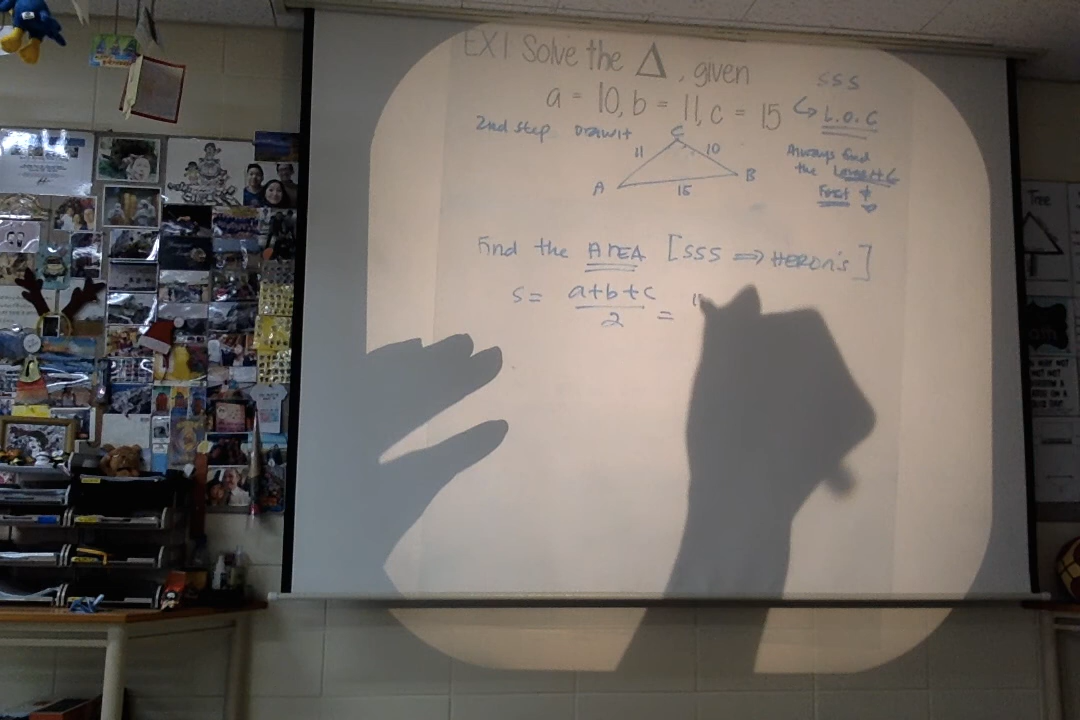 EX1 Solve the Δ, given
a = 10, b = 11, c = 15
SSS
↳ L.O.C
Always find
the Largest ∠
First
2nd step Draw it
C
11
10
A
B
15
Find the AREA [SSS ⟹ HERON'S]
s = a+b+c
2 =
Tree